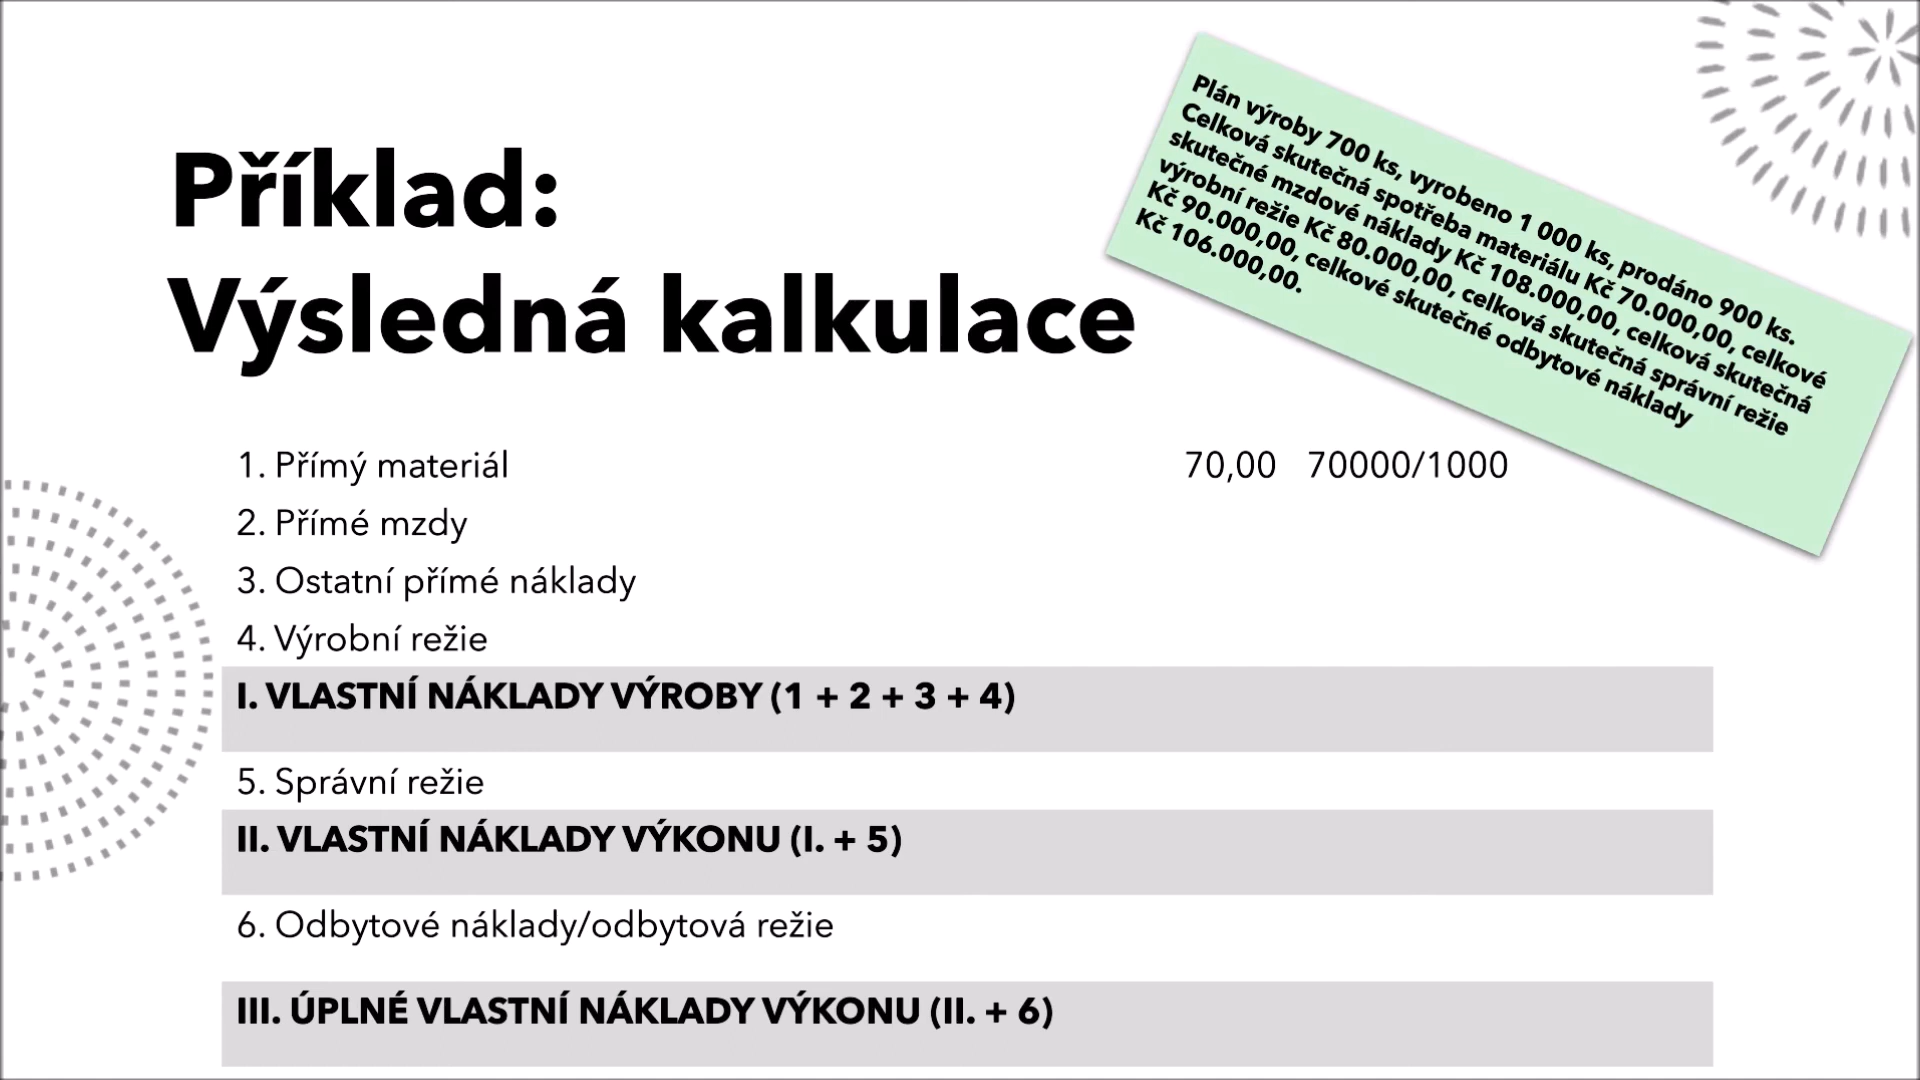 Příklad:
Výsledná kalkulace
Plán výroby 700 ks, vyrobeno 1 000 ks, prodáno 900 ks.
Celková skutečná spotřeba materiálu Kč 70.000,00, celkové
skutečné mzdové náklady Kč 108.000,00, celková skutečná
výrobní režie Kč 80.000,00, celková skutečná správní režie
Kč 90.000,00, celkové skutečné odbytové náklady
Kč 106.000,00.
1. Přímý materiál 70,00 70000/1000
2. Přímé mzdy
3. Ostatní přímé náklady
4. Výrobní režie
I. VLASTNÍ NÁKLADY VÝROBY (1 + 2 + 3 + 4)
5. Správní režie
II. VLASTNÍ NÁKLADY VÝKONU (I. + 5)
6. Odbytové náklady/odbytová režie
III. ÚPLNÉ VLASTNÍ NÁKLADY VÝKONU (II. + 6)